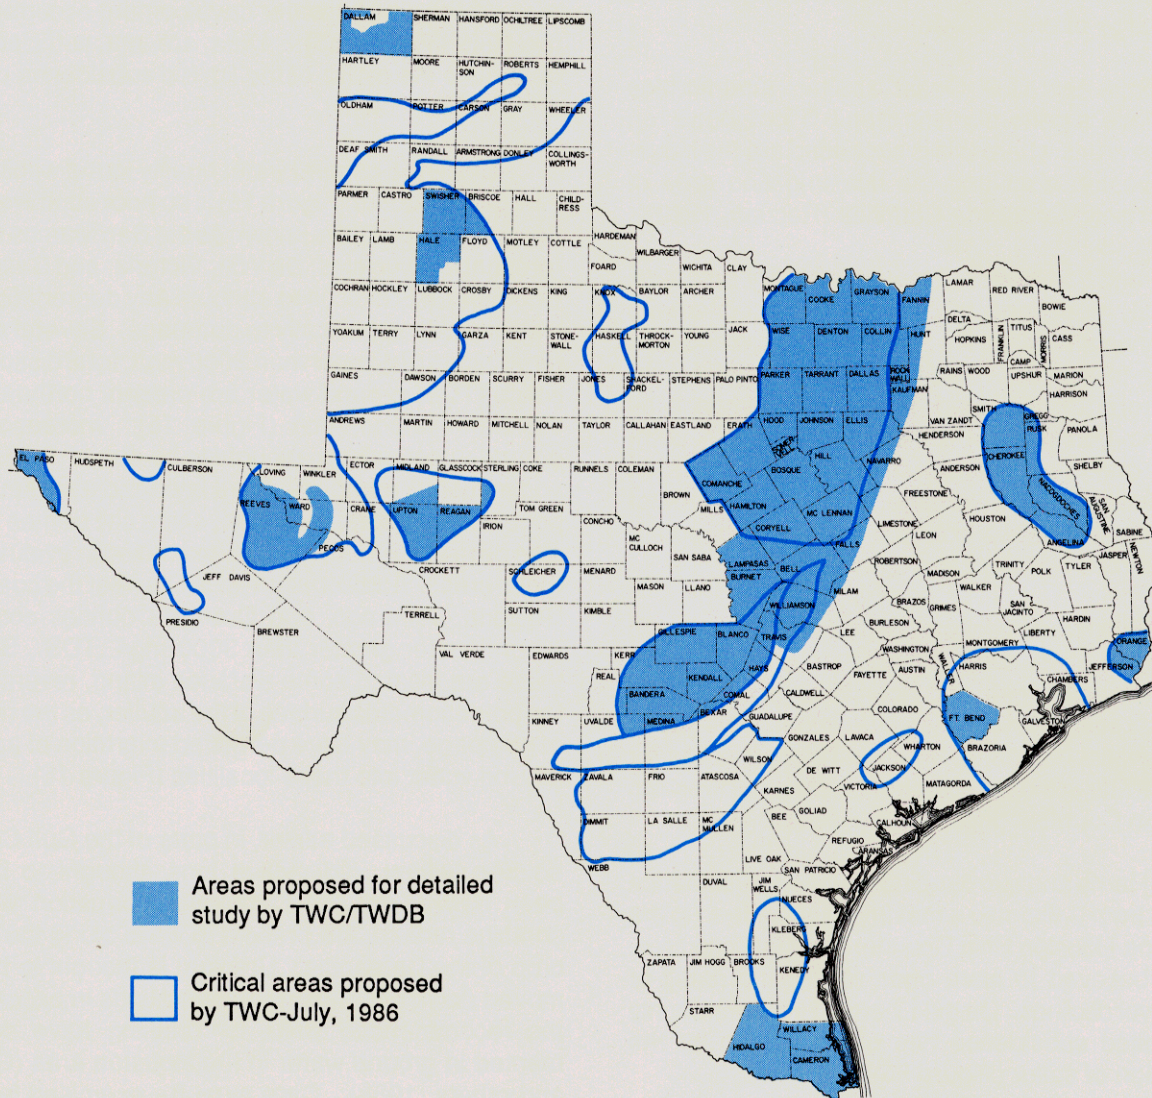 DALLAM SHERMAN HANSFORD OCHILTREE LIPSCOMB
HARTLEY MOORE HUTCHIN-
SON ROBERTS HEMPHILL
OLDHAM POTTER CARSON GRAY WHEELER
DEAF SMITH RANDALL ARMSTRONG DONLEY COLLINGS-
WORTH
PARMER CASTRO SWISHER BRISCOE HALL CHILD-
RESS
BAILEY LAMB HALE FLOYD MOTLEY COTTLE HARDEMAN
WILBARGER
FOARD WICHITA CLAY
COCHRAN HOCKLEY LUBBOCK CROSBY DICKENS KING KNOX BAYLOR ARCHER MONTAGUE COOKE GRAYSON FANNIN LAMAR RED RIVER BOWIE
YOAKUM TERRY LYNN GARZA KENT STONE-
WALL HASKELL THROCK-
MORTON YOUNG JACK WISE DENTON COLLIN HUNT DELTA HOPKINS FRANKLIN TITUS MORRIS CASS
CAMP
GAINES DAWSON BORDEN SCURRY FISHER JONES SHACKEL-
FORD STEPHENS PALO PINTO PARKER TARRANT DALLAS ROCK
WALL KAUFMAN RAINS WOOD UPSHUR MARION
HARRISON
ANDREWS MARTIN HOWARD MITCHELL NOLAN TAYLOR CALLAHAN EASTLAND ERATH HOOD JOHNSON ELLIS VAN ZANDT SMITH GREGG
RUSK PANOLA
HENDERSON
EL PASO HUDSPETH CULBERSON LOVING WINKLER ECTOR MIDLAND GLASSCOCK STERLING COKE RUNNELS COLEMAN BROWN COMANCHE BOSQUE HILL NAVARRO ANDERSON CHEROKEE SHELBY
REEVES WARD CRANE UPTON REAGAN TOM GREEN CONCHO MILLS HAMILTON MC LENNAN FREESTONE NACOGDOCHES SAN
AUGUSTINE
PECOS IRION MC
CULLOCH SAN SABA CORYELL FALLS LIMESTONE LEON HOUSTON ANGELINA SABINE
JEFF DAVIS CROCKETT SCHLEICHER MENARD MASON LLANO LAMPASAS
BURNET BELL ROBERTSON MADISON WALKER TRINITY POLK TYLER JASPER NEWTON
PRESIDIO BREWSTER TERRELL SUTTON KIMBLE WILLIAMSON MILAM BRAZOS GRIMES SAN
JACINTO HARDIN
VAL VERDE EDWARDS KERR GILLESPIE BLANCO TRAVIS LEE BURLESON WASHINGTON MONTGOMERY LIBERTY ORANGE
REAL KENDALL HAYS BASTROP FAYETTE AUSTIN WALLER HARRIS CHAMBERS JEFFERSON
BANDERA COMAL CALDWELL
KINNEY UVALDE MEDINA BEXAR GUADALUPE COLORADO FT. BEND GALVESTON
GONZALES LAVACA WHARTON BRAZORIA
MAVERICK ZAVALA FRIO ATASCOSA WILSON KARNES DE WITT JACKSON
VICTORIA MATAGORDA
DIMMIT LA SALLE MC
MULLEN BEE GOLIAD CALHOUN
REFUGIO
ARANSAS
WEBB LIVE OAK SAN PATRICIO
DUVAL JIM
WELLS NUECES
KLEBERG
ZAPATA JIM HOGG BROOKS KENEDY
STARR WILLACY
HIDALGO CAMERON
Areas proposed for detailed
study by TWC/TWDB
Critical areas proposed
by TWC-July, 1986